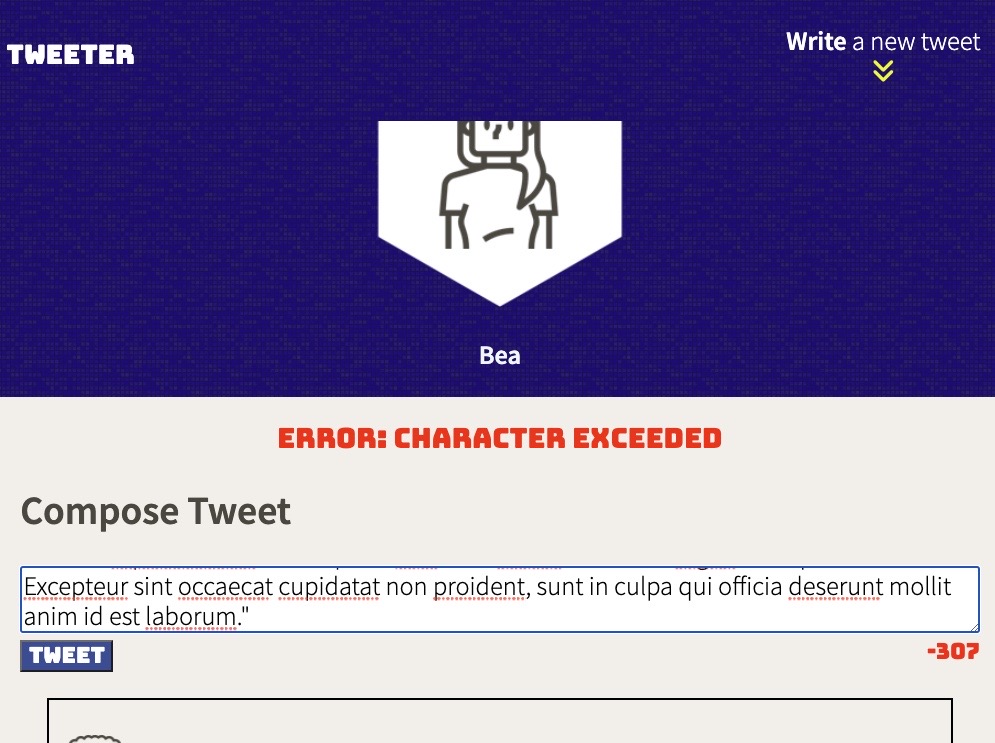 TWEETER
Write a new tweet
Bea
ERROR: CHARACTER EXCEEDED
Compose Tweet
Excepteur sint occaecat cupidatat non proident, sunt in culpa qui officia deserunt mollit
anim id est laborum."
TWEET
-307